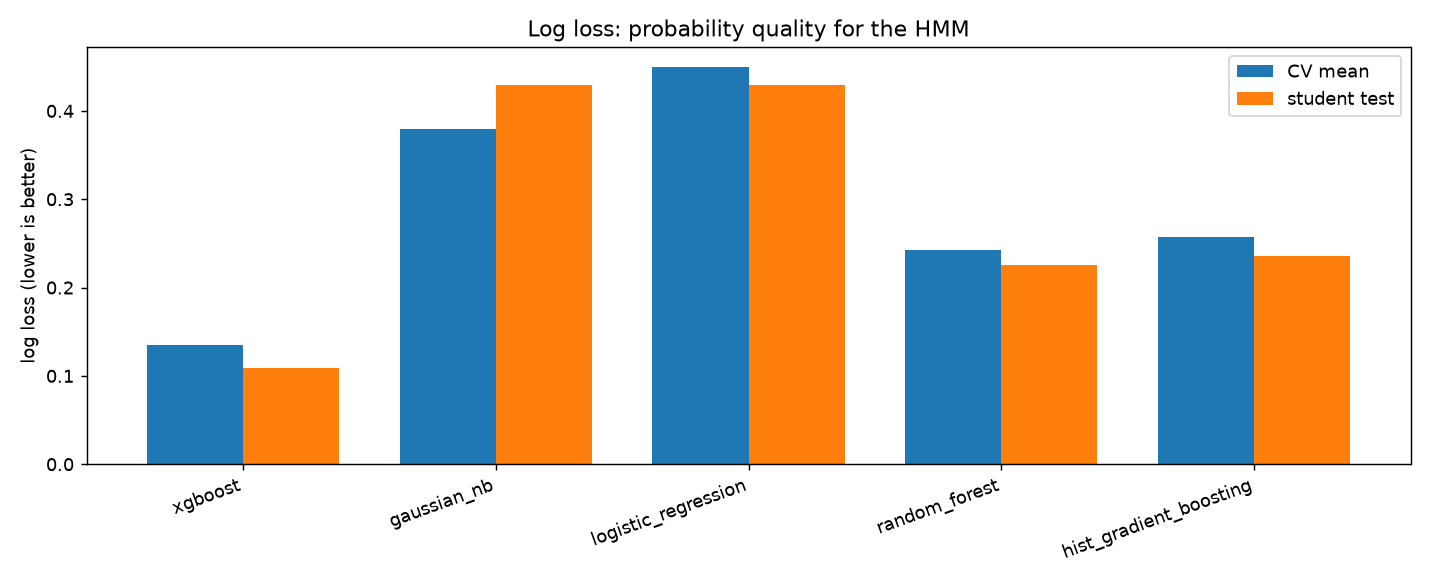 Log loss: probability quality for the HMM
CV mean
student test
log loss (lower is better)
0.4
0.3
0.2
0.1
0.0
xgboost
gaussian_nb
logistic_regression
random_forest
hist_gradient_boosting